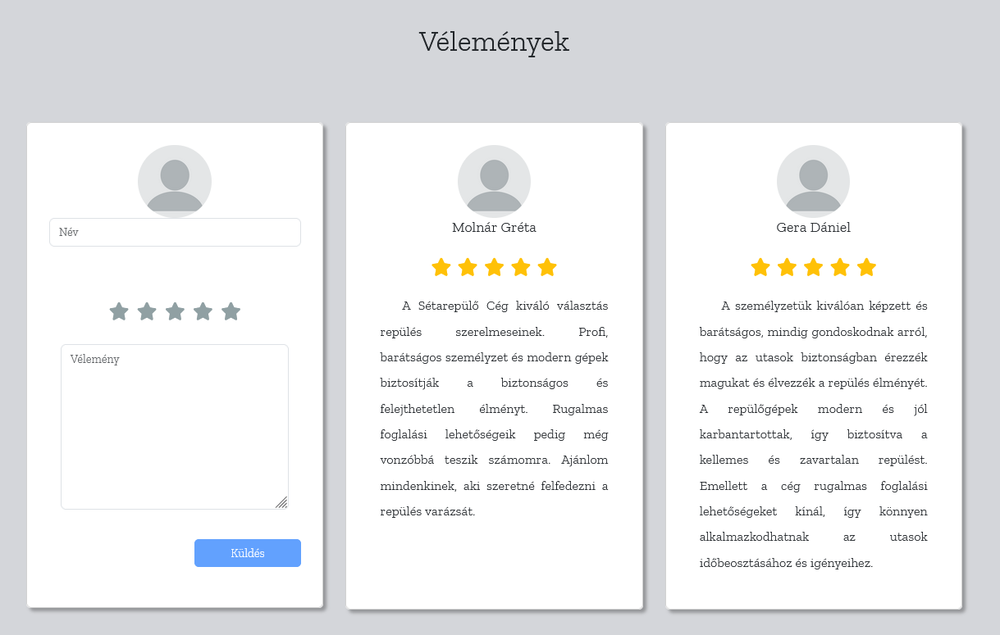 Vélemények
Név
Vélemény
Küldés
Molnár Gréta
A Sétarepülő Cég kiváló választás
repülés szerelmeseinek. Profi,
barátságos személyzet és modern gépek
biztosítják a biztonságos és
felejthetetlen élményt. Rugalmas
foglalási lehetőségeik pedig még
vonzóbbá teszik számomra. Ajánlom
mindenkinek, aki szeretné felfedezni a
repülés varázsát.
Gera Dániel
A személyzetük kiválóan képzett és
barátságos, mindig gondoskodnak arról,
hogy az utasok biztonságban érezzék
magukat és élvezzék a repülés élményét.
A repülőgépek modern és jól
karbantartottak, így biztosítva a
kellemes és zavartalan repülést.
Emellett a cég rugalmas foglalási
lehetőségeket kínál, így könnyen
alkalmazkodhatnak az utasok
időbeosztásához és igényeihez.